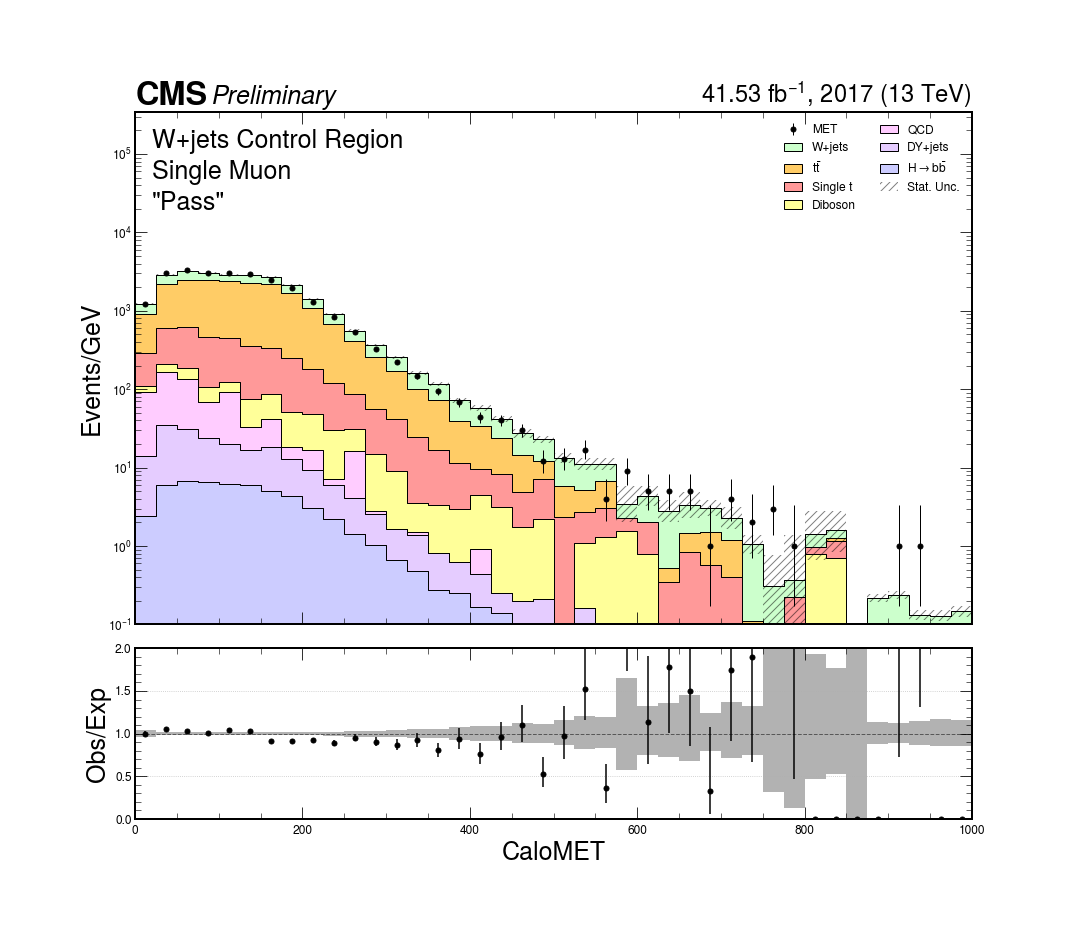 CMS Preliminary 41.53 fb⁻¹, 2017 (13 TeV)
W+jets Control Region
Single Muon
"Pass"
MET
W+jets
tt̄
Single t
Diboson
QCD
DY+jets
H→bb̄
Stat. Unc.
Events/GeV
10⁵
10⁴
10³
10²
10¹
10⁰
10⁻¹
Obs/Exp
2.0
1.5
1.0
0.5
0.0
0 200 400 600 800 1000
CaloMET